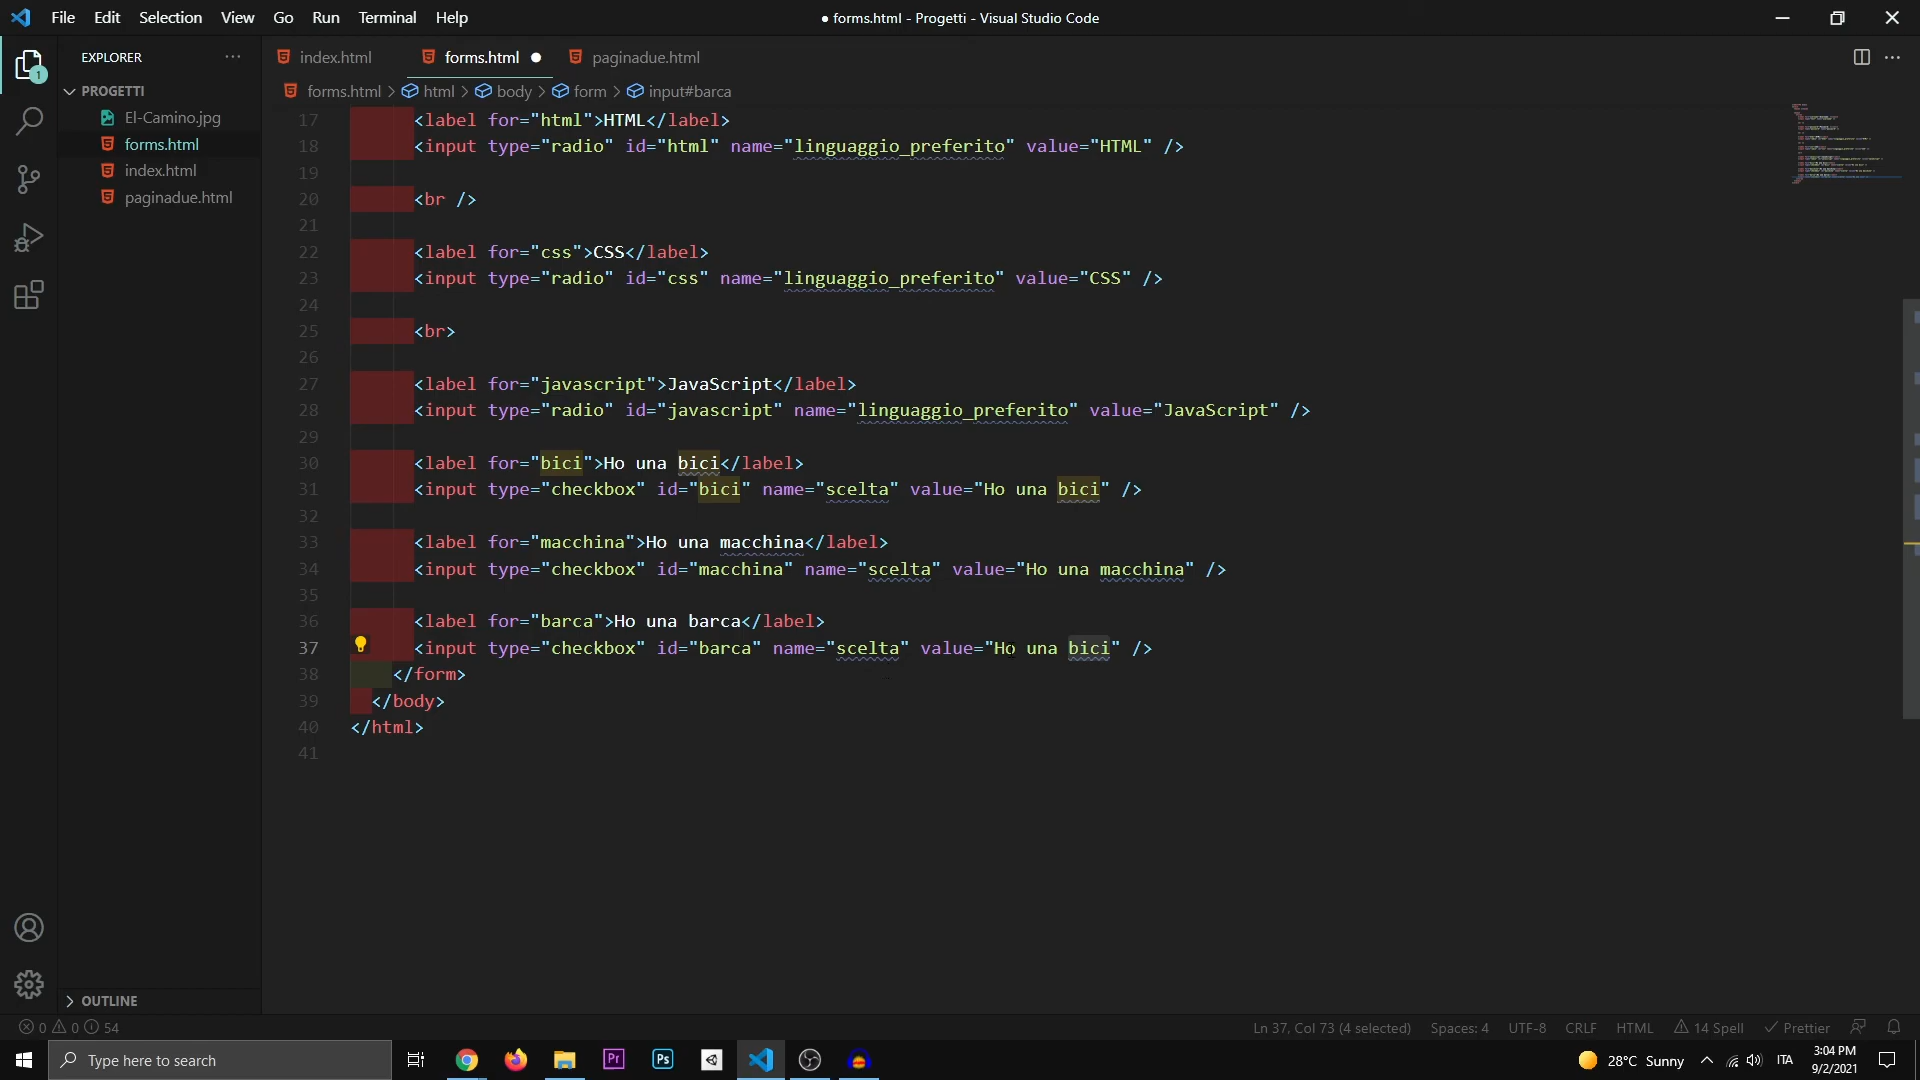 File Edit Selection View Go Run Terminal Help
● forms.html - Progetti - Visual Studio Code
EXPLORER
index.html
forms.html
paginadue.html
PROGETTI
forms.html > html > body > form > input#barca
El-Camino.jpg
forms.html
index.html
paginadue.html
17 <label for="html">HTML</label>
18 <input type="radio" id="html" name="linguaggio_preferito" value="HTML" />
19
20 <br />
21
22 <label for="css">CSS</label>
23 <input type="radio" id="css" name="linguaggio_preferito" value="CSS" />
24
25 <br>
26
27 <label for="javascript">JavaScript</label>
28 <input type="radio" id="javascript" name="linguaggio_preferito" value="JavaScript" />
29
30 <label for="bici">Ho una bici</label>
31 <input type="checkbox" id="bici" name="scelta" value="Ho una bici" />
32
33 <label for="macchina">Ho una macchina</label>
34 <input type="checkbox" id="macchina" name="scelta" value="Ho una macchina" />
35
36 <label for="barca">Ho una barca</label>
37 <input type="checkbox" id="barca" name="scelta" value="Ho una bici" />
38 </form>
39 </body>
40 </html>
41
1
OUTLINE
0 0 54
Ln 37, Col 73 (4 selected) Spaces: 4 UTF-8 CRLF HTML 14 Spell Prettier
Type here to search
Pr
Ps
28°C Sunny
ITA
3:04 PM
9/2/2021